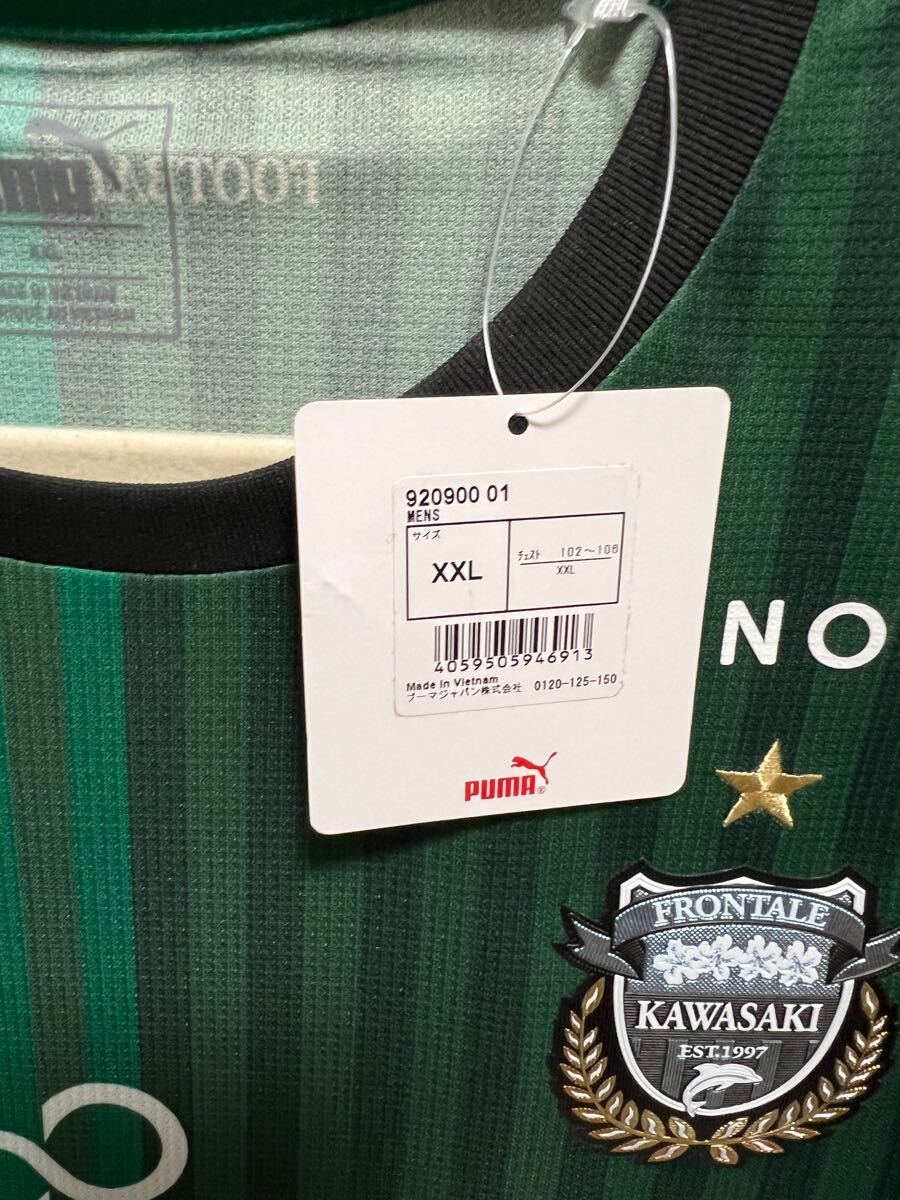 FOOTBA
920900 01
MENS
サイズ
XXL
チェスト 102～108
XXL
4059505946913
Made in Vietnam
プーマジャパン株式会社 0120-125-150
PUMA®
NO
FRONTALE
KAWASAKI
EST.1997